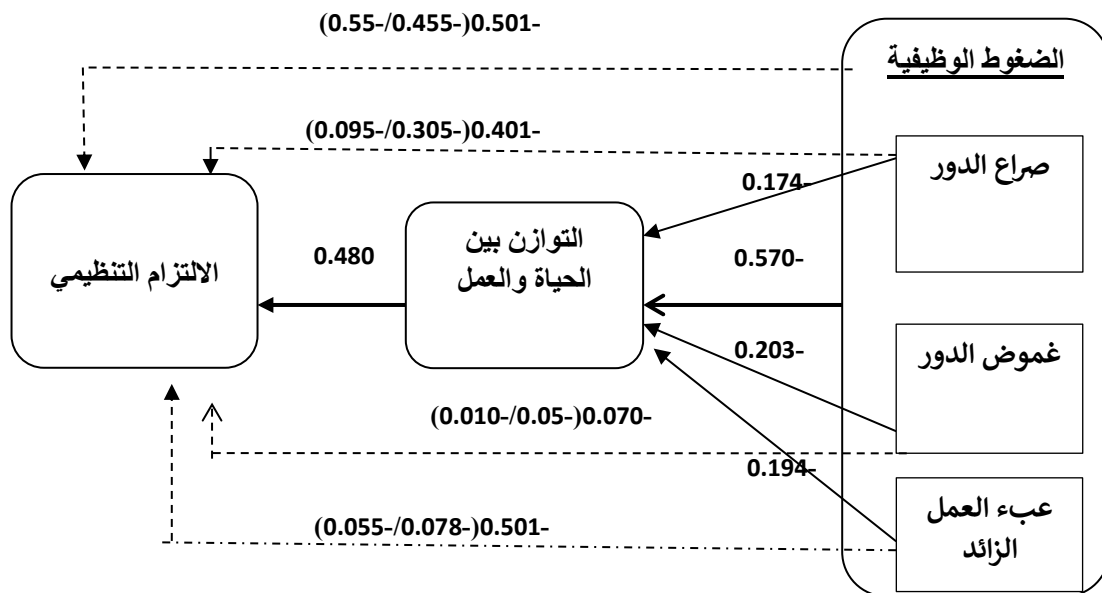 (0.55-/0.455-)0.501-
الضغوط الوظيفية
(0.095-/0.305-)0.401-
صراع الدور
0.174-
التوازن بين
الحياة والعمل
0.570-
0.480
الالتزام التنظيمي
غموض الدور
0.203-
(0.010-/0.05-)0.070-
0.194-
عبء العمل
الزائد
(0.055-/0.078-)0.501-